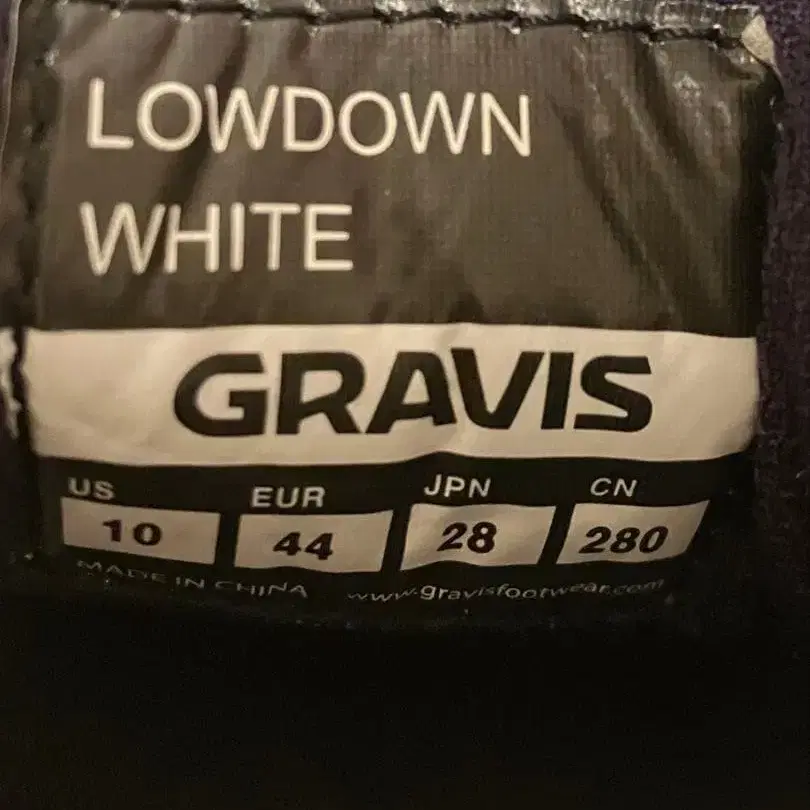 LOWDOWN
WHITE
GRAVIS
US EUR JPN CN
10 44 28 280
MADE IN CHINA www.gravisfootwear.com